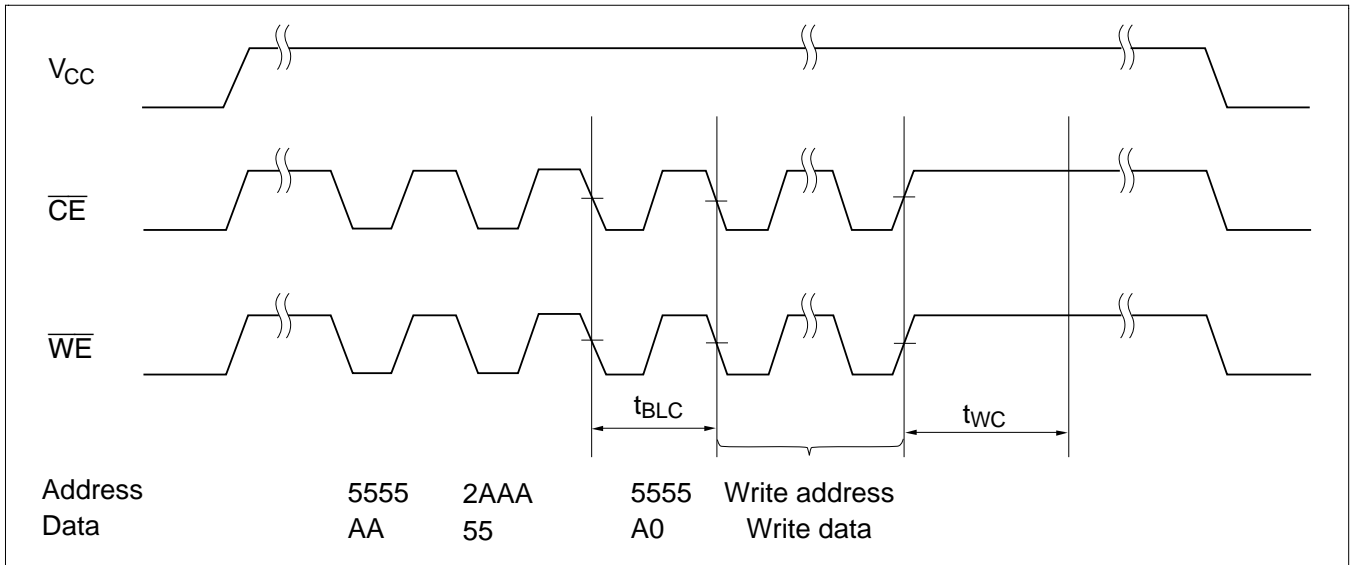 VCC
CE
WE
tBLC
tWC
Address 5555 2AAA 5555 Write address
Data AA 55 A0 Write data